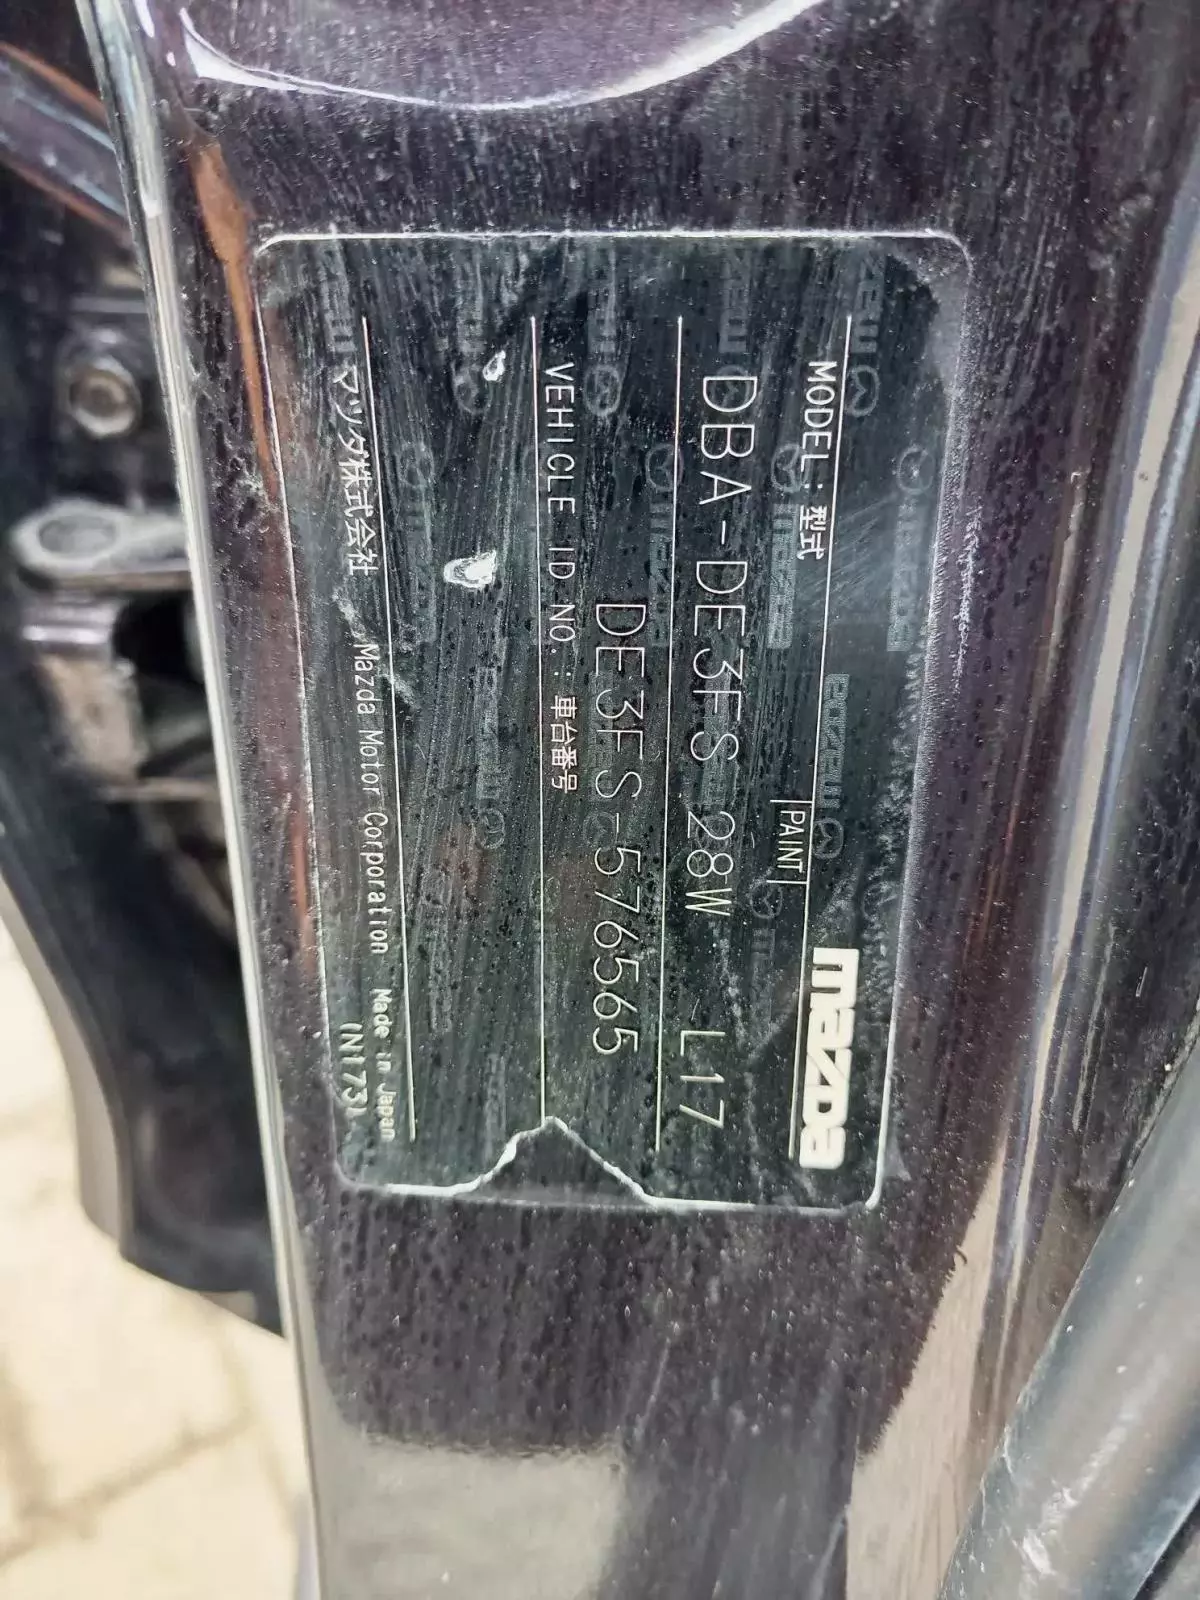 mazda
MODEL: 型式
PAINT
DBA-DE3FS 28W L17
DE3FS-576565
VEHICLE ID NO.: 車台番号
マツダ株式会社 Mazda Motor Corporation Made in Japan
(N173)